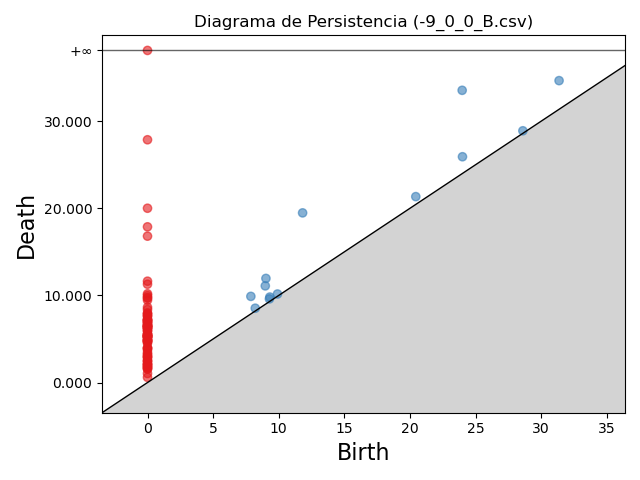 Diagrama de Persistencia (-9_0_0_B.csv)
+∞
30.000
20.000
10.000
0.000
Death
0 5 10 15 20 25 30 35
Birth